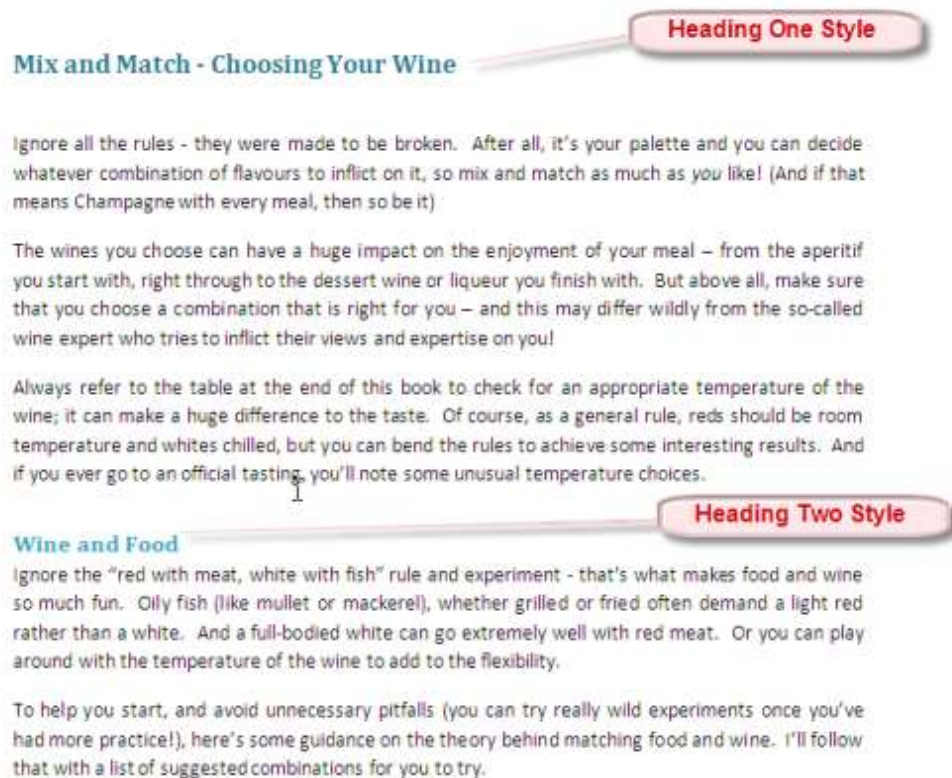 Heading One Style
Mix and Match - Choosing Your Wine
Ignore all the rules - they were made to be broken. After all, it's your palette and you can decide
whatever combination of flavours to inflict on it, so mix and match as much as you like! (And if that
means Champagne with every meal, then so be it)
The wines you choose can have a huge impact on the enjoyment of your meal – from the aperitif
you start with, right through to the dessert wine or liqueur you finish with. But above all, make sure
that you choose a combination that is right for you – and this may differ wildly from the so-called
wine expert who tries to inflict their views and expertise on you!
Always refer to the table at the end of this book to check for an appropriate temperature of the
wine; it can make a huge difference to the taste. Of course, as a general rule, reds should be room
temperature and whites chilled, but you can bend the rules to achieve some interesting results. And
if you ever go to an official tasting, you'll note some unusual temperature choices.
Heading Two Style
Wine and Food
Ignore the “red with meat, white with fish” rule and experiment - that's what makes food and wine
so much fun. Oily fish (like mullet or mackerel), whether grilled or fried often demand a light red
rather than a white. And a full-bodied white can go extremely well with red meat. Or you can play
around with the temperature of the wine to add to the flexibility.
To help you start, and avoid unnecessary pitfalls (you can try really wild experiments once you've
had more practice!), here's some guidance on the theory behind matching food and wine. I'll follow
that with a list of suggested combinations for you to try.